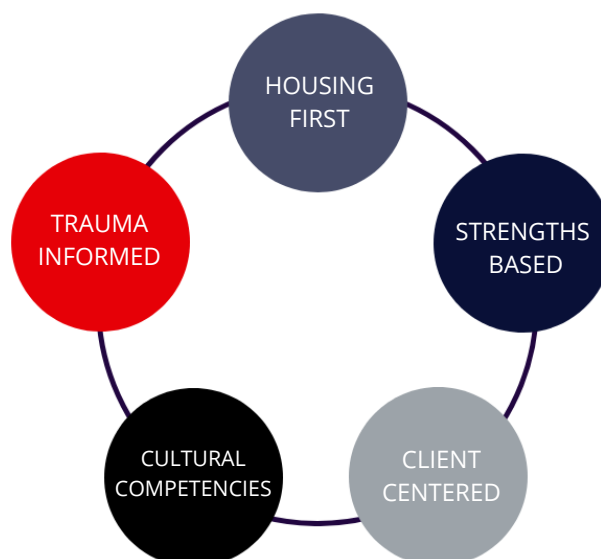 HOUSING
FIRST
STRENGTHS
BASED
CLIENT
CENTERED
CULTURAL
COMPETENCIES
TRAUMA
INFORMED